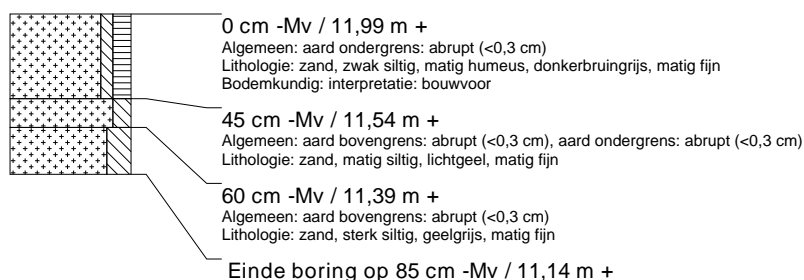 0 cm -Mv / 11,99 m +
Algemeen: aard ondergrens: abrupt (<0,3 cm)
Lithologie: zand, zwak siltig, matig humeus, donkerbruingrijs, matig fijn
Bodemkundig: interpretatie: bouwvoor
45 cm -Mv / 11,54 m +
Algemeen: aard bovengrens: abrupt (<0,3 cm), aard ondergrens: abrupt (<0,3 cm)
Lithologie: zand, matig siltig, lichtgeel, matig fijn
60 cm -Mv / 11,39 m +
Algemeen: aard bovengrens: abrupt (<0,3 cm)
Lithologie: zand, sterk siltig, geelgrijs, matig fijn
Einde boring op 85 cm -Mv / 11,14 m +